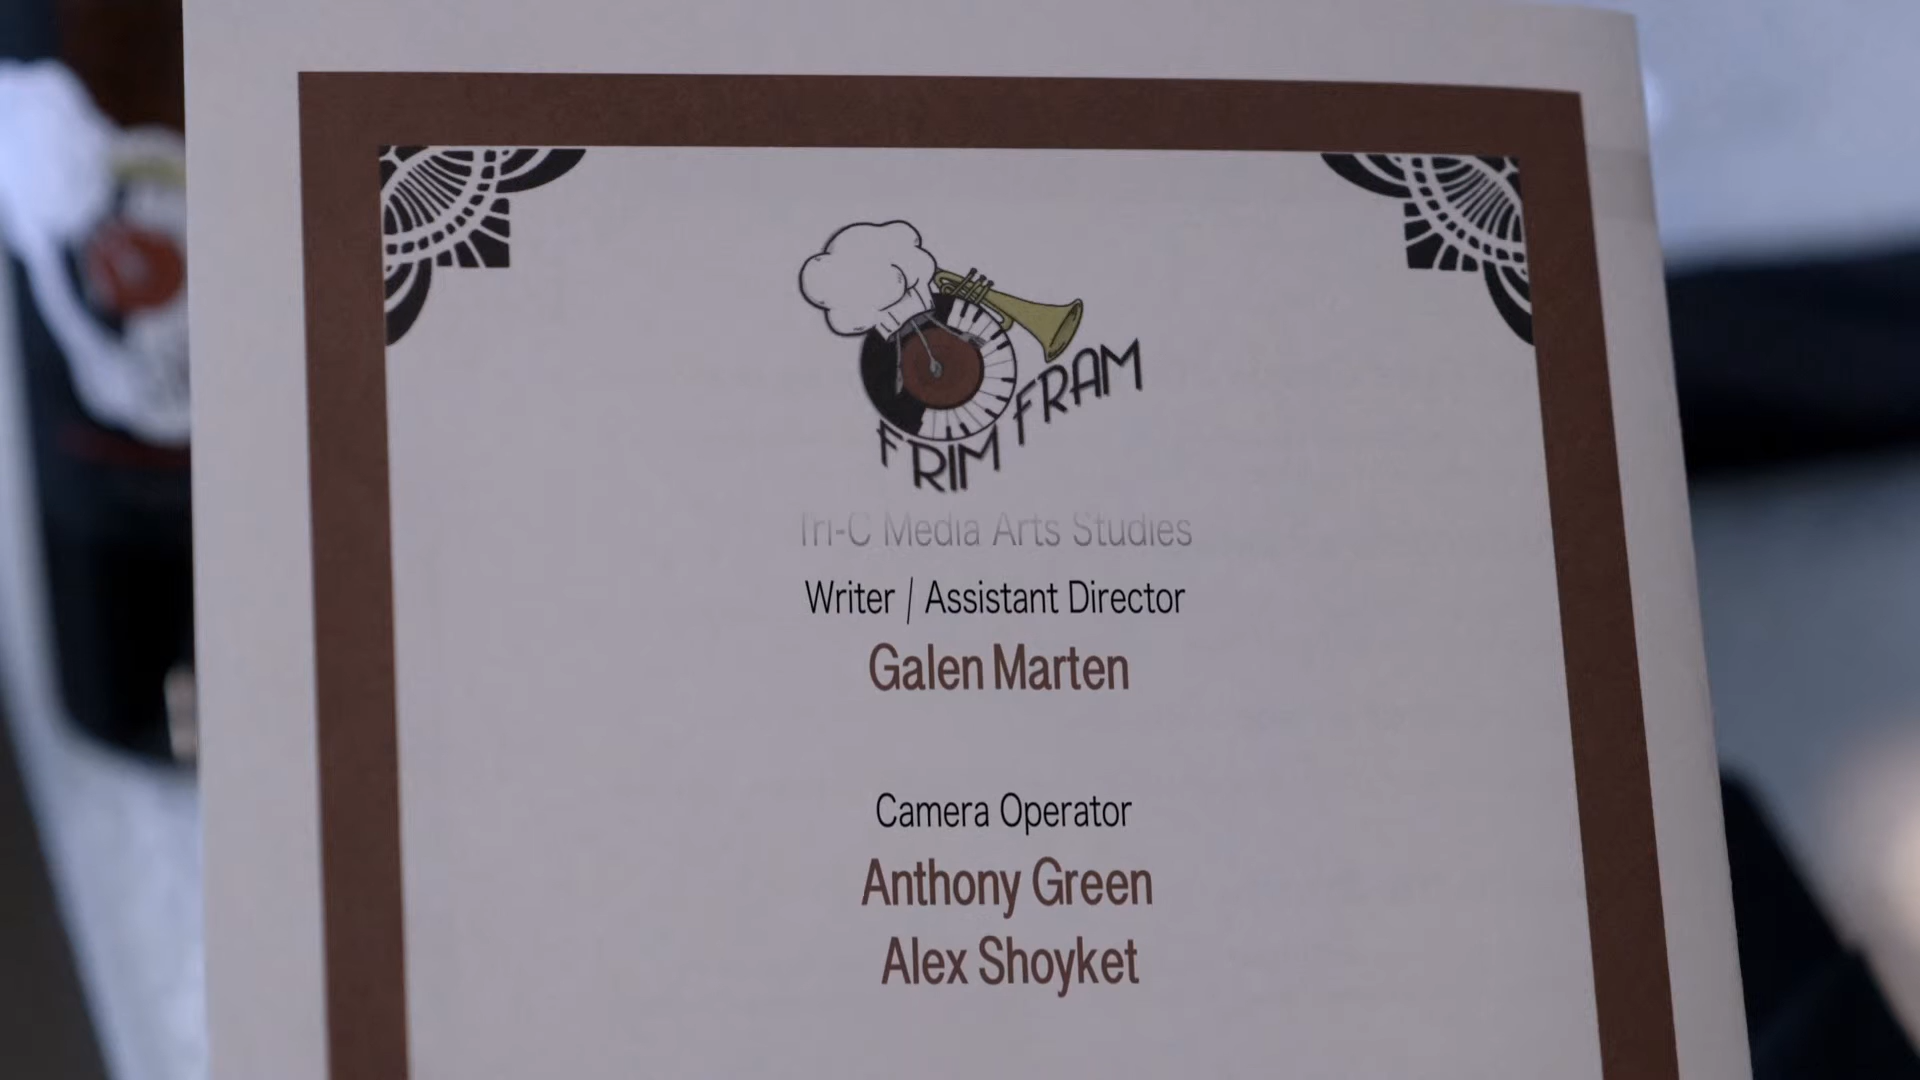 FRIM FRAM
Tri-C Media Arts Studies
Writer / Assistant Director
Galen Marten
Camera Operator
Anthony Green
Alex Shoyket